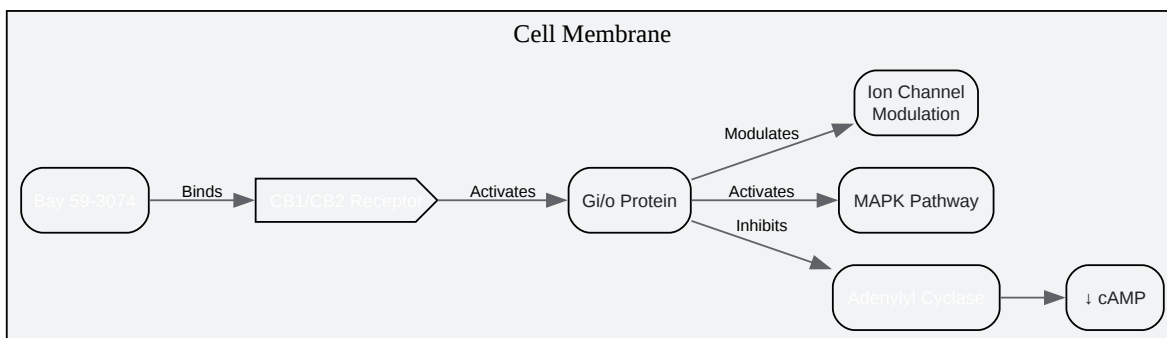 Cell Membrane
Ion Channel
Modulation
Modulates
Bay 59-3074
Binds
CB1/CB2 Receptor
Activates
Gi/o Protein
Activates
MAPK Pathway
Inhibits
Adenylyl Cyclase
↓ cAMP